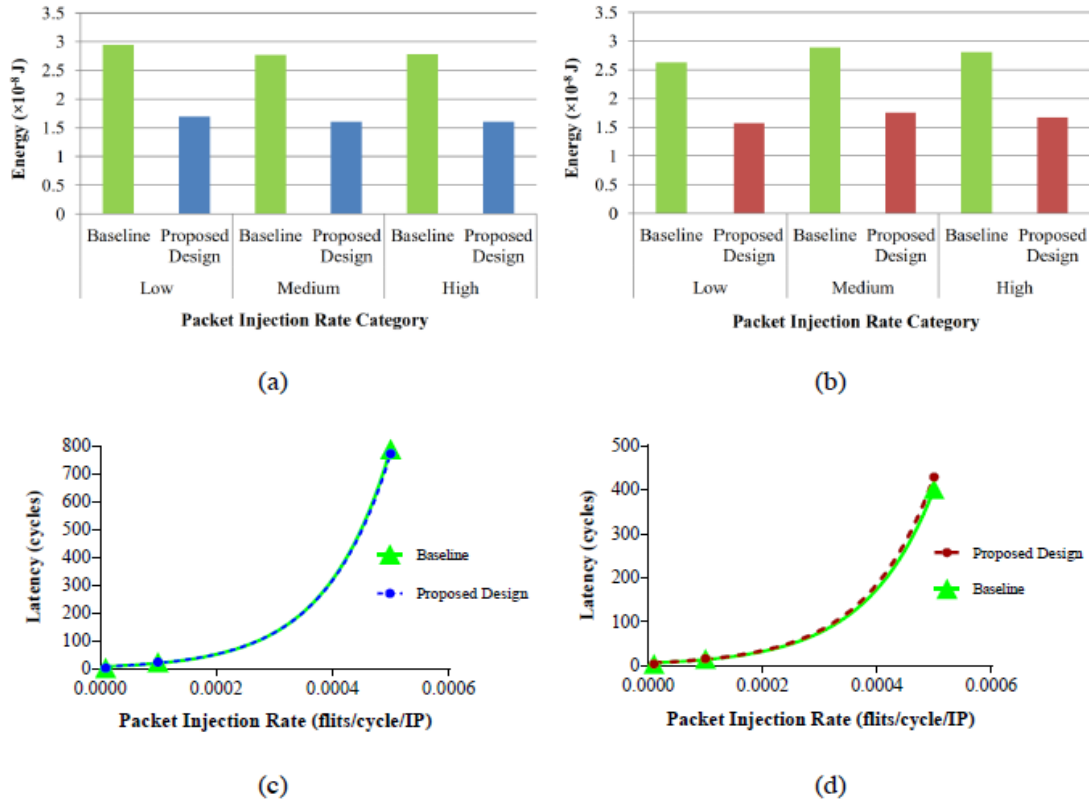 3.5
3
2.5
2
1.5
1
0.5
0
Energy (×10⁻⁸ J)
Baseline Proposed Design Baseline Proposed Design Baseline Proposed Design
Low Medium High
Packet Injection Rate Category
(a)
3.5
3
2.5
2
1.5
1
0.5
0
Energy (×10⁻⁸ J)
Baseline Proposed Design Baseline Proposed Design Baseline Proposed Design
Low Medium High
Packet Injection Rate Category
(b)
800
700
600
500
400
300
200
100
0
Latency (cycles)
Baseline
Proposed Design
0.0000 0.0002 0.0004 0.0006
Packet Injection Rate (flits/cycle/IP)
(c)
500
400
300
200
100
0
Latency (cycles)
Proposed Design
Baseline
0.0000 0.0002 0.0004 0.0006
Packet Injection Rate (flits/cycle/IP)
(d)